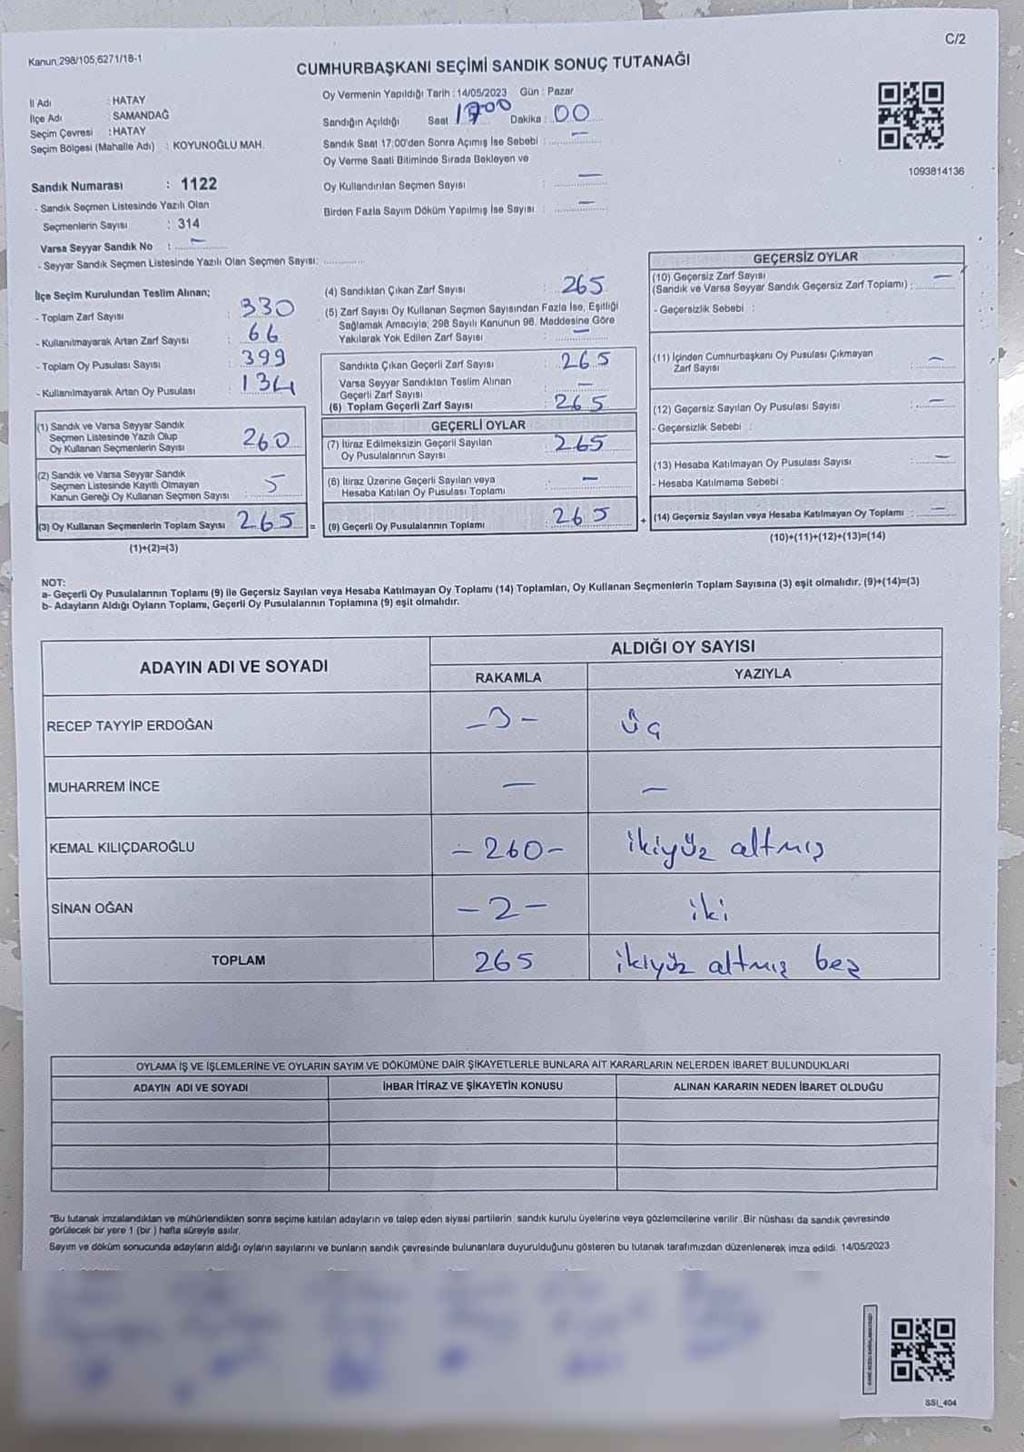 C/2
Kanun 298/105,6271/18-1
CUMHURBAŞKANI SEÇİMİ SANDIK SONUÇ TUTANAĞI
İl Adı : HATAY
İlçe Adı : SAMANDAĞ
Seçim Çevresi : HATAY
Seçim Bölgesi (Mahalle Adı) : KOYUNOĞLU MAH.
Sandık Numarası : 1122
- Sandık Seçmen Listesinde Yazılı Olan
Seçmenlerin Sayısı : 314
Varsa Seyyar Sandık No : –
- Seyyar Sandık Seçmen Listesinde Yazılı Olan Seçmen Sayısı: ............
Oy Vermenin Yapıldığı Tarih : 14/05/2023 Gün : Pazar
Sandığın Açıldığı Saat 17:00 Dakika : 00
Sandık Saat 17:00'den Sonra Açımış İse Sebebi : –
Oy Verme Saati Bitiminde Sırada Bekleyen ve
Oy Kullandırılan Seçmen Sayısı : –
Birden Fazla Sayım Döküm Yapılmış İse Sayısı : –
1093814136
İlçe Seçim Kurulundan Teslim Alınan;
- Toplam Zarf Sayısı : 330
- Kullanılmayarak Artan Zarf Sayısı : 66
- Toplam Oy Pusulası Sayısı : 399
- Kullanılmayarak Artan Oy Pusulası : 134
(1) Sandık ve Varsa Seyyar Sandık
Seçmen Listesinde Yazılı Olup
Oy Kullanan Seçmenlerin Sayısı 260
(2) Sandık ve Varsa Seyyar Sandık
Seçmen Listesinde Kayıtlı Olmayan
Kanun Gereği Oy Kullanan Seçmen Sayısı 5
(3) Oy Kullanan Seçmenlerin Toplam Sayısı 265 =
(1)+(2)=(3)
(4) Sandıktan Çıkan Zarf Sayısı : 265
(5) Zarf Sayısı Oy Kullanan Seçmen Sayısından Fazla İse, Eşitliği
Sağlamak Amacıyla; 298 Sayılı Kanunun 98. Maddesine Göre
Yakılarak Yok Edilen Zarf Sayısı : –
Sandıkta Çıkan Geçerli Zarf Sayısı : 265
Varsa Seyyar Sandıktan Teslim Alınan
Geçerli Zarf Sayısı : –
(6) Toplam Geçerli Zarf Sayısı : 265
GEÇERLİ OYLAR
(7) İtiraz Edilmeksizin Geçerli Sayılan
Oy Pusulalarının Sayısı 265
(8) İtiraz Üzerine Geçerli Sayılan veya
Hesaba Katılan Oy Pusulası Toplamı –
(9) Geçerli Oy Pusulalarının Toplamı 265 +
GEÇERSİZ OYLAR
(10) Geçersiz Zarf Sayısı
(Sandık ve Varsa Seyyar Sandık Geçersiz Zarf Toplamı) : –
- Geçersizlik Sebebi :
(11) İçinden Cumhurbaşkanı Oy Pusulası Çıkmayan
Zarf Sayısı : –
(12) Geçersiz Sayılan Oy Pusulası Sayısı : –
- Geçersizlik Sebebi :
(13) Hesaba Katılmayan Oy Pusulası Sayısı : –
- Hesaba Katılmama Sebebi :
(14) Geçersiz Sayılan veya Hesaba Katılmayan Oy Toplamı : –
(10)+(11)+(12)+(13)=(14)
NOT:
a- Geçerli Oy Pusulalarının Toplamı (9) ile Geçersiz Sayılan veya Hesaba Katılmayan Oy Toplamı (14) Toplamları, Oy Kullanan Seçmenlerin Toplam Sayısına (3) eşit olmalıdır. (9)+(14)=(3)
b- Adayların Aldığı Oyların Toplamı, Geçerli Oy Pusulalarının Toplamına (9) eşit olmalıdır.
ADAYIN ADI VE SOYADI ALDIĞI OY SAYISI
RAKAMLA YAZIYLA
RECEP TAYYİP ERDOĞAN -3- üç
MUHARREM İNCE – –
KEMAL KILIÇDAROĞLU -260- ikiyüz altmış
SİNAN OĞAN -2- iki
TOPLAM 265 ikiyüz altmış beş
OYLAMA İŞ VE İŞLEMLERİNE VE OYLARIN SAYIM VE DÖKÜMÜNE DAİR ŞİKAYETLERLE BUNLARA AİT KARARLARIN NELERDEN İBARET BULUNDUKLARI
ADAYIN ADI VE SOYADI İHBAR İTİRAZ VE ŞİKAYETİN KONUSU ALINAN KARARIN NEDEN İBARET OLDUĞU
"Bu tutanak imzalandıktan ve mühürlendikten sonra seçime katılan adayların ve talep eden siyasi partilerin sandık kurulu üyelerine veya gözlemcilerine verilir. Bir nüshası da sandık çevresinde
görülecek bir yere 1 (bir) hafta süreyle asılır.
Sayım ve döküm sonucunda adayların aldığı oyların sayılarını ve bunların sandık çevresinde bulunanlara duyurulduğunu gösteren bu tutanak tarafımızdan düzenlenerek imza edildi. 14/05/2023
SSI_404